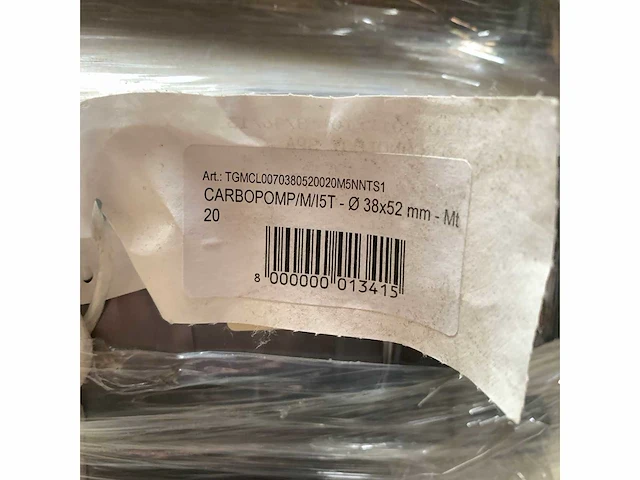 Art.: TGMCL0070380520020M5NNTS1
CARBOPOMP/M/I5T - Ø 38x52 mm - Mt
20
8 000000 013415